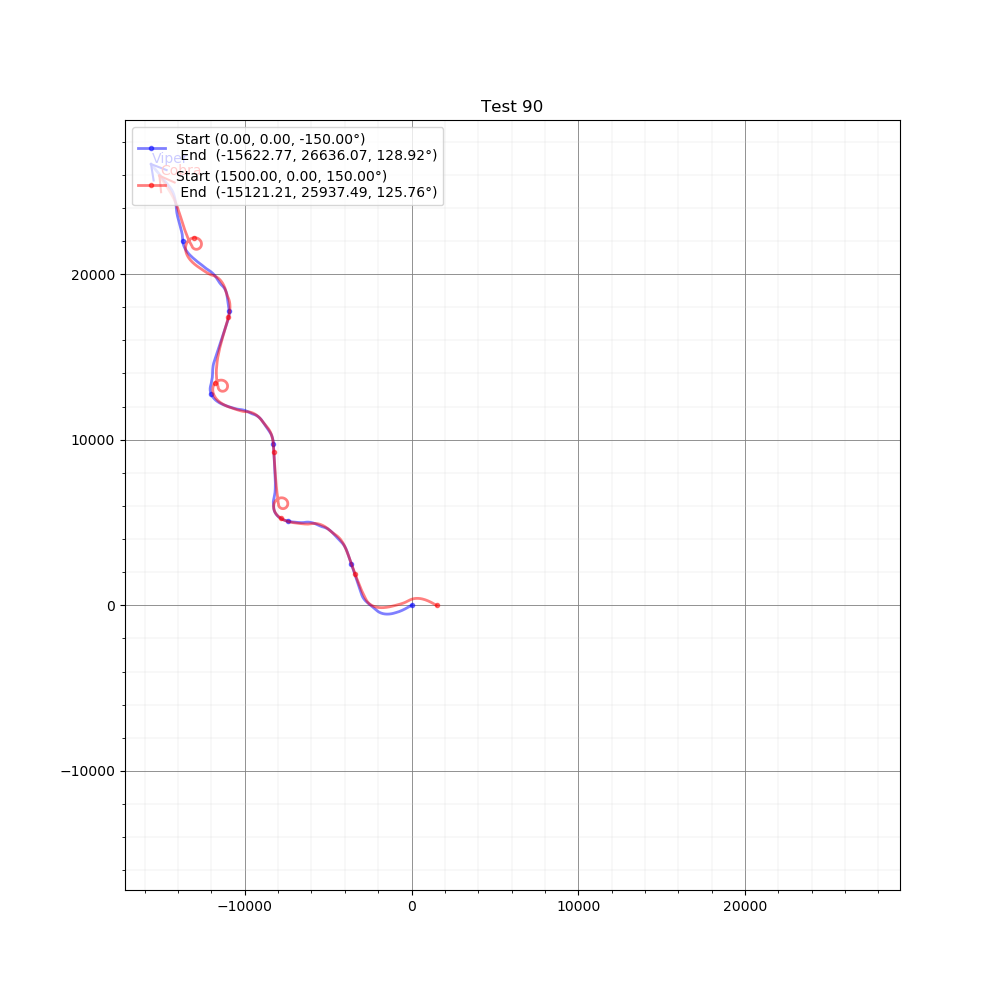 Test 90
Start (0.00, 0.00, -150.00°)
End (-15622.77, 26636.07, 128.92°)
Start (1500.00, 0.00, 150.00°)
End (-15121.21, 25937.49, 125.76°)
Viper
Cobra
20000
10000
0
−10000
−10000
0
10000
20000